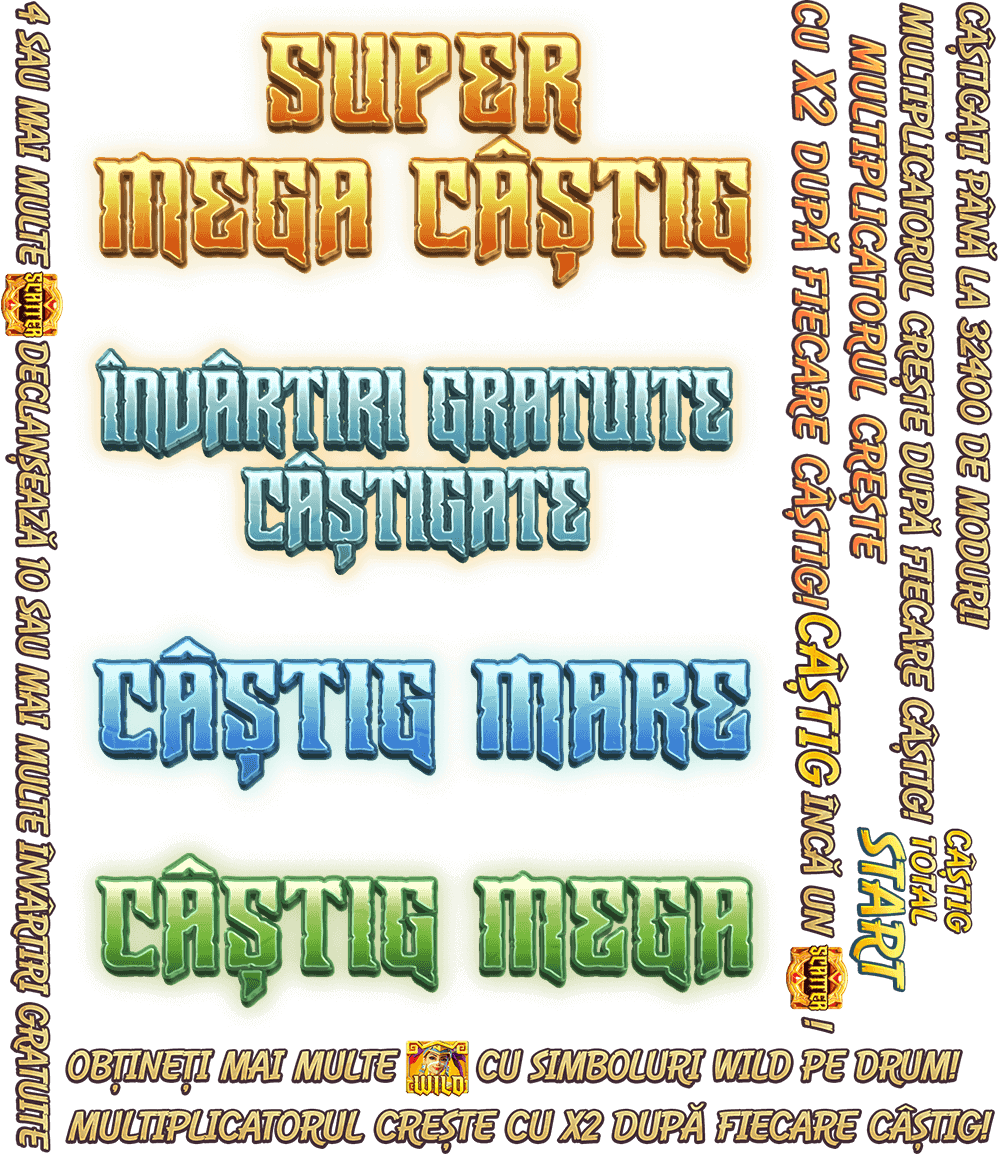 SUPER
MEGA CÂȘTIG
ÎNVÂRTIRI GRATUITE
CÂȘTIGATE
CÂȘTIG MARE
CÂȘTIG MEGA
4 SAU MAI MULTE SCATTER DECLANȘEAZĂ 10 SAU MAI MULTE ÎNVÂRTIRI GRATUITE
CÂȘTIGAȚI PÂNĂ LA 32400 DE MODURI!
MULTIPLICATORUL CREȘTE DUPĂ FIECARE CÂȘTIG!
MULTIPLICATORUL CREȘTE
CU X2 DUPĂ FIECARE CÂȘTIG!
CÂȘTIG
ÎNCĂ UN SCATTER !
START
CÂȘTIG
TOTAL
OBȚINEȚI MAI MULTE WILD CU SIMBOLURI WILD PE DRUM!
MULTIPLICATORUL CREȘTE CU X2 DUPĂ FIECARE CÂȘTIG!